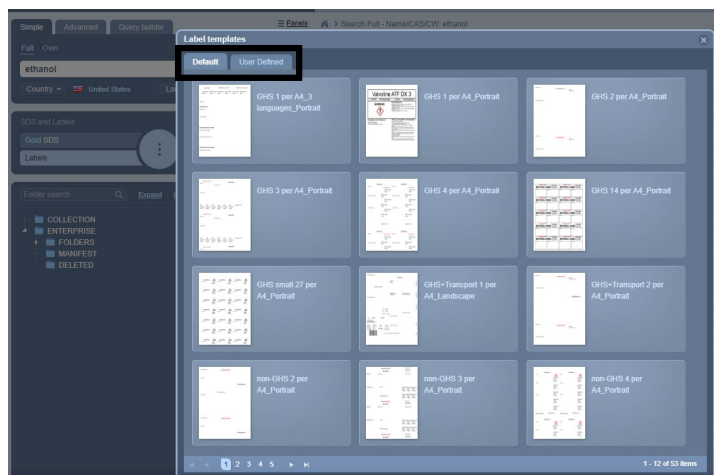 Simple Advanced Query builder
Panels > Search Full - Name/CAS/CW: ethanol
Full Own
ethanol
Country United States
SDS and Labels
Gold SDS
Labels
Folder search Expand
COLLECTION
ENTERPRISE
FOLDERS
MANIFEST
DELETED
Label templates
Default User Defined
GHS 1 per A4_3
languages_Portrait
Valvoline ATF DX 3
GHS 1 per A4_Portrait
GHS 2 per A4_Portrait
GHS 3 per A4_Portrait
GHS 4 per A4_Portrait
GHS 14 per A4_Portrait
GHS small 27 per
A4_Portrait
GHS+Transport 1 per
A4_Landscape
GHS+Transport 2 per
A4_Portrait
non-GHS 2 per
A4_Portrait
non-GHS 3 per
A4_Portrait
non-GHS 4 per
A4_Portrait
1 2 3 4 5
1 - 12 of 53 items